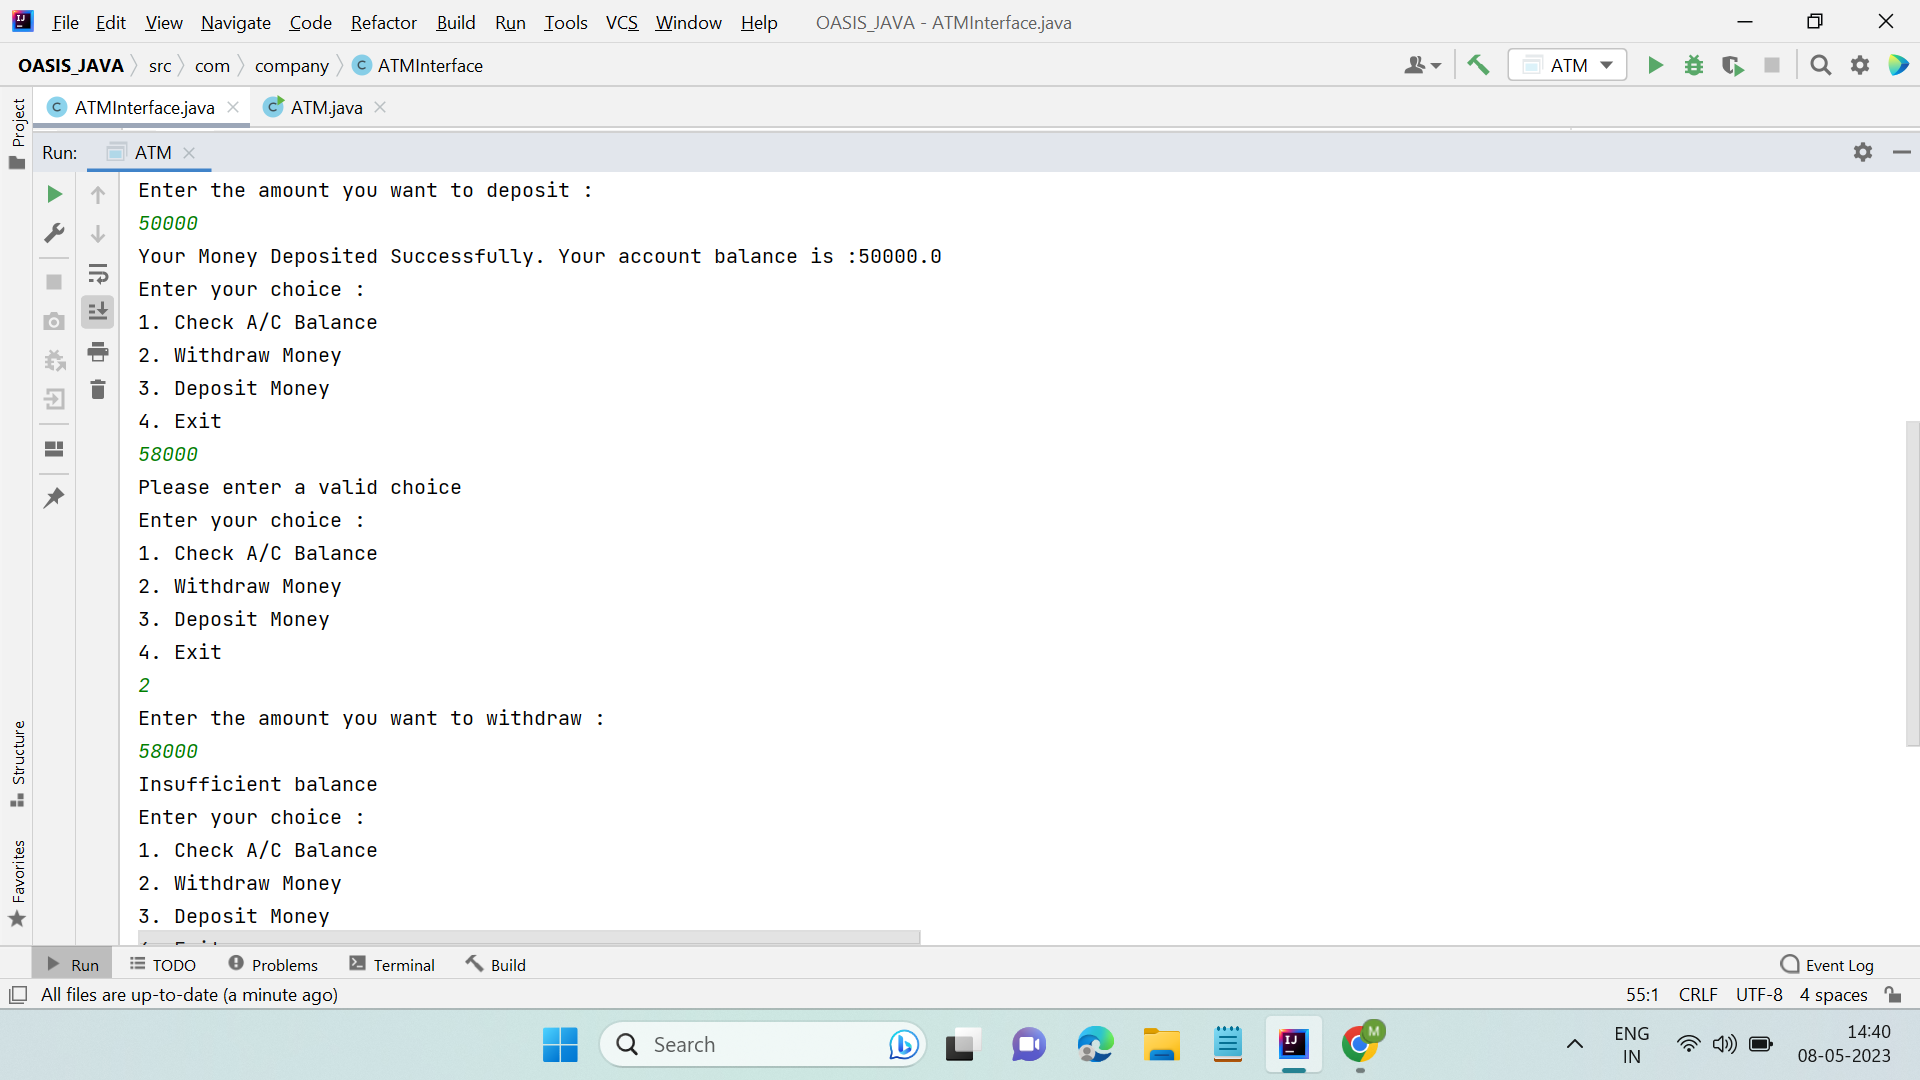 File Edit View Navigate Code Refactor Build Run Tools VCS Window Help OASIS_JAVA - ATMInterface.java
OASIS_JAVA src com company C ATMInterface ATM
C ATMInterface.java C ATM.java
Project
Run: ATM
Enter the amount you want to deposit :
50000
Your Money Deposited Successfully. Your account balance is :50000.0
Enter your choice :
1. Check A/C Balance
2. Withdraw Money
3. Deposit Money
4. Exit
58000
Please enter a valid choice
Enter your choice :
1. Check A/C Balance
2. Withdraw Money
3. Deposit Money
4. Exit
2
Enter the amount you want to withdraw :
58000
Insufficient balance
Enter your choice :
1. Check A/C Balance
2. Withdraw Money
3. Deposit Money
Structure
Favorites
Run TODO Problems Terminal Build Event Log
All files are up-to-date (a minute ago) 55:1 CRLF UTF-8 4 spaces
Search
IJ
M
ENG
IN
14:40
08-05-2023